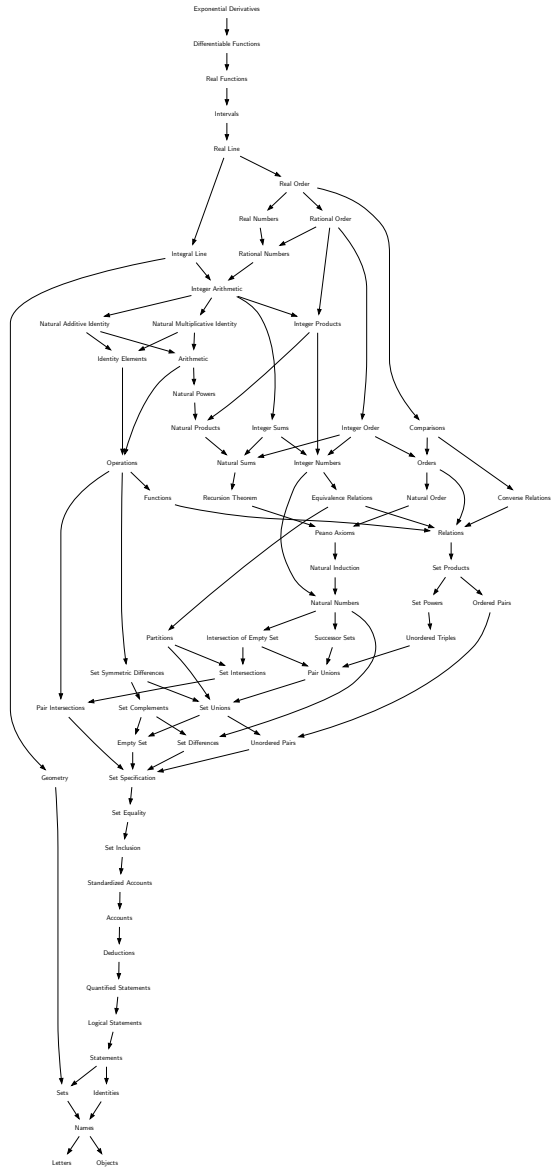 Exponential Derivatives
Differentiable Functions
Real Functions
Intervals
Real Line
Real Order
Real Numbers
Rational Order
Integral Line
Rational Numbers
Integer Arithmetic
Natural Additive Identity
Natural Multiplicative Identity
Integer Products
Identity Elements
Arithmetic
Natural Powers
Natural Products
Integer Sums
Integer Order
Comparisons
Operations
Natural Sums
Integer Numbers
Orders
Functions
Recursion Theorem
Equivalence Relations
Natural Order
Converse Relations
Peano Axioms
Relations
Natural Induction
Set Products
Natural Numbers
Set Powers
Ordered Pairs
Partitions
Intersection of Empty Set
Successor Sets
Unordered Triples
Set Symmetric Differences
Set Intersections
Pair Unions
Pair Intersections
Set Complements
Set Unions
Empty Set
Set Differences
Unordered Pairs
Geometry
Set Specification
Set Equality
Set Inclusion
Standardized Accounts
Accounts
Deductions
Quantified Statements
Logical Statements
Statements
Sets
Identities
Names
Letters
Objects